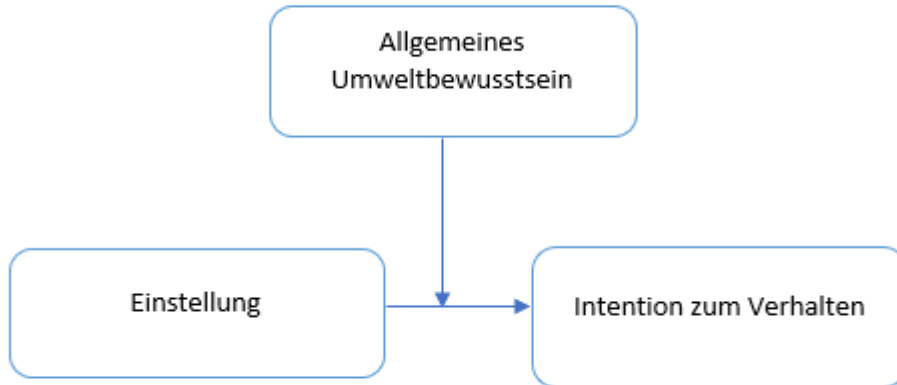 Allgemeines
Umweltbewusstsein
Einstellung
Intention zum Verhalten